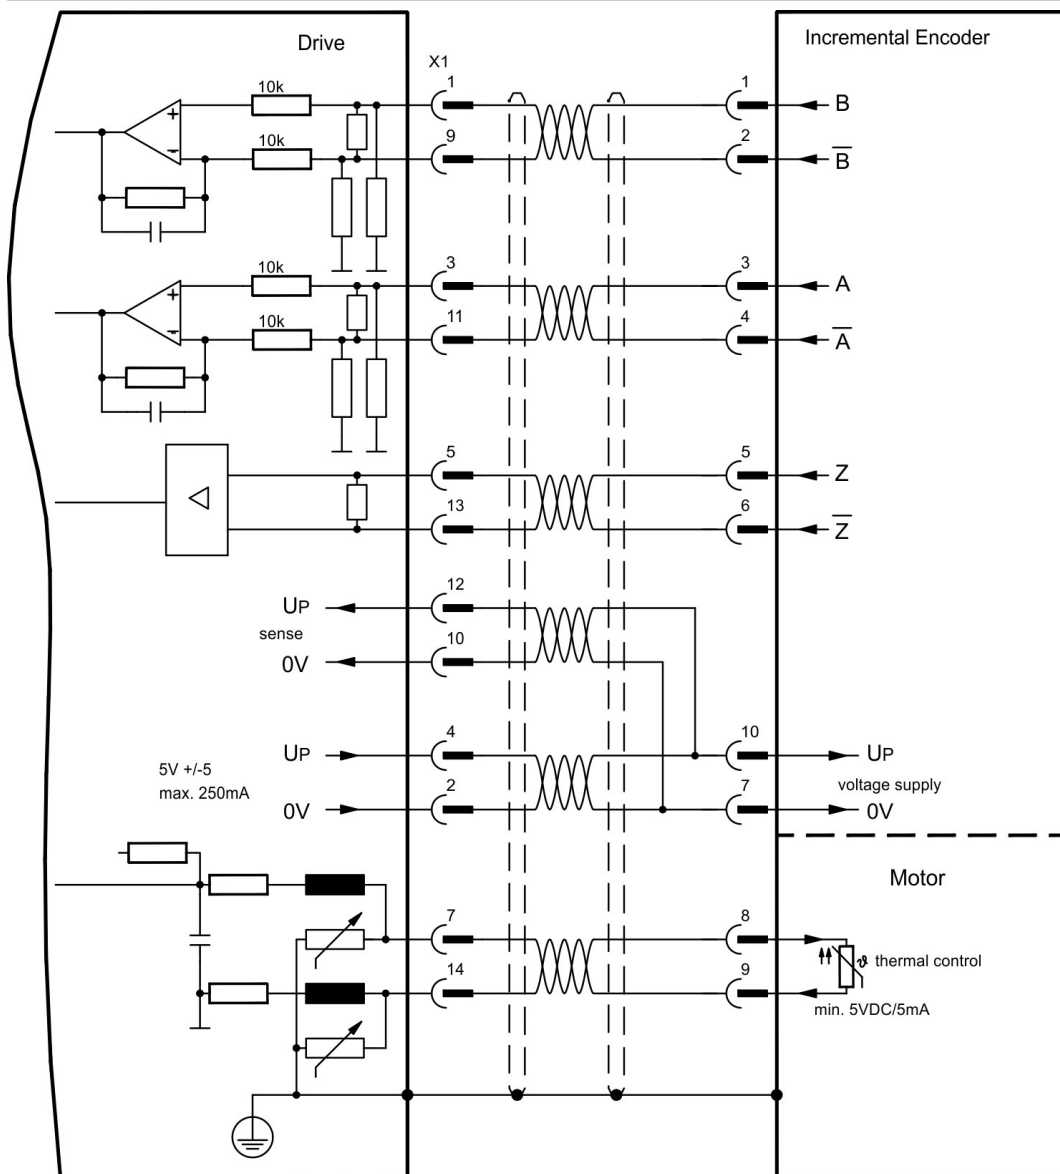 Drive
Incremental Encoder
X1
10k
1
1
B
10k
9
2
B̅
10k
3
3
A
10k
11
4
A̅
5
5
Z
13
6
Z̅
UP
12
sense
0V
10
UP
4
10
UP
5V +/-5
max. 250mA
voltage supply
0V
2
7
0V
Motor
7
8
ϑ thermal control
14
9
min. 5VDC/5mA